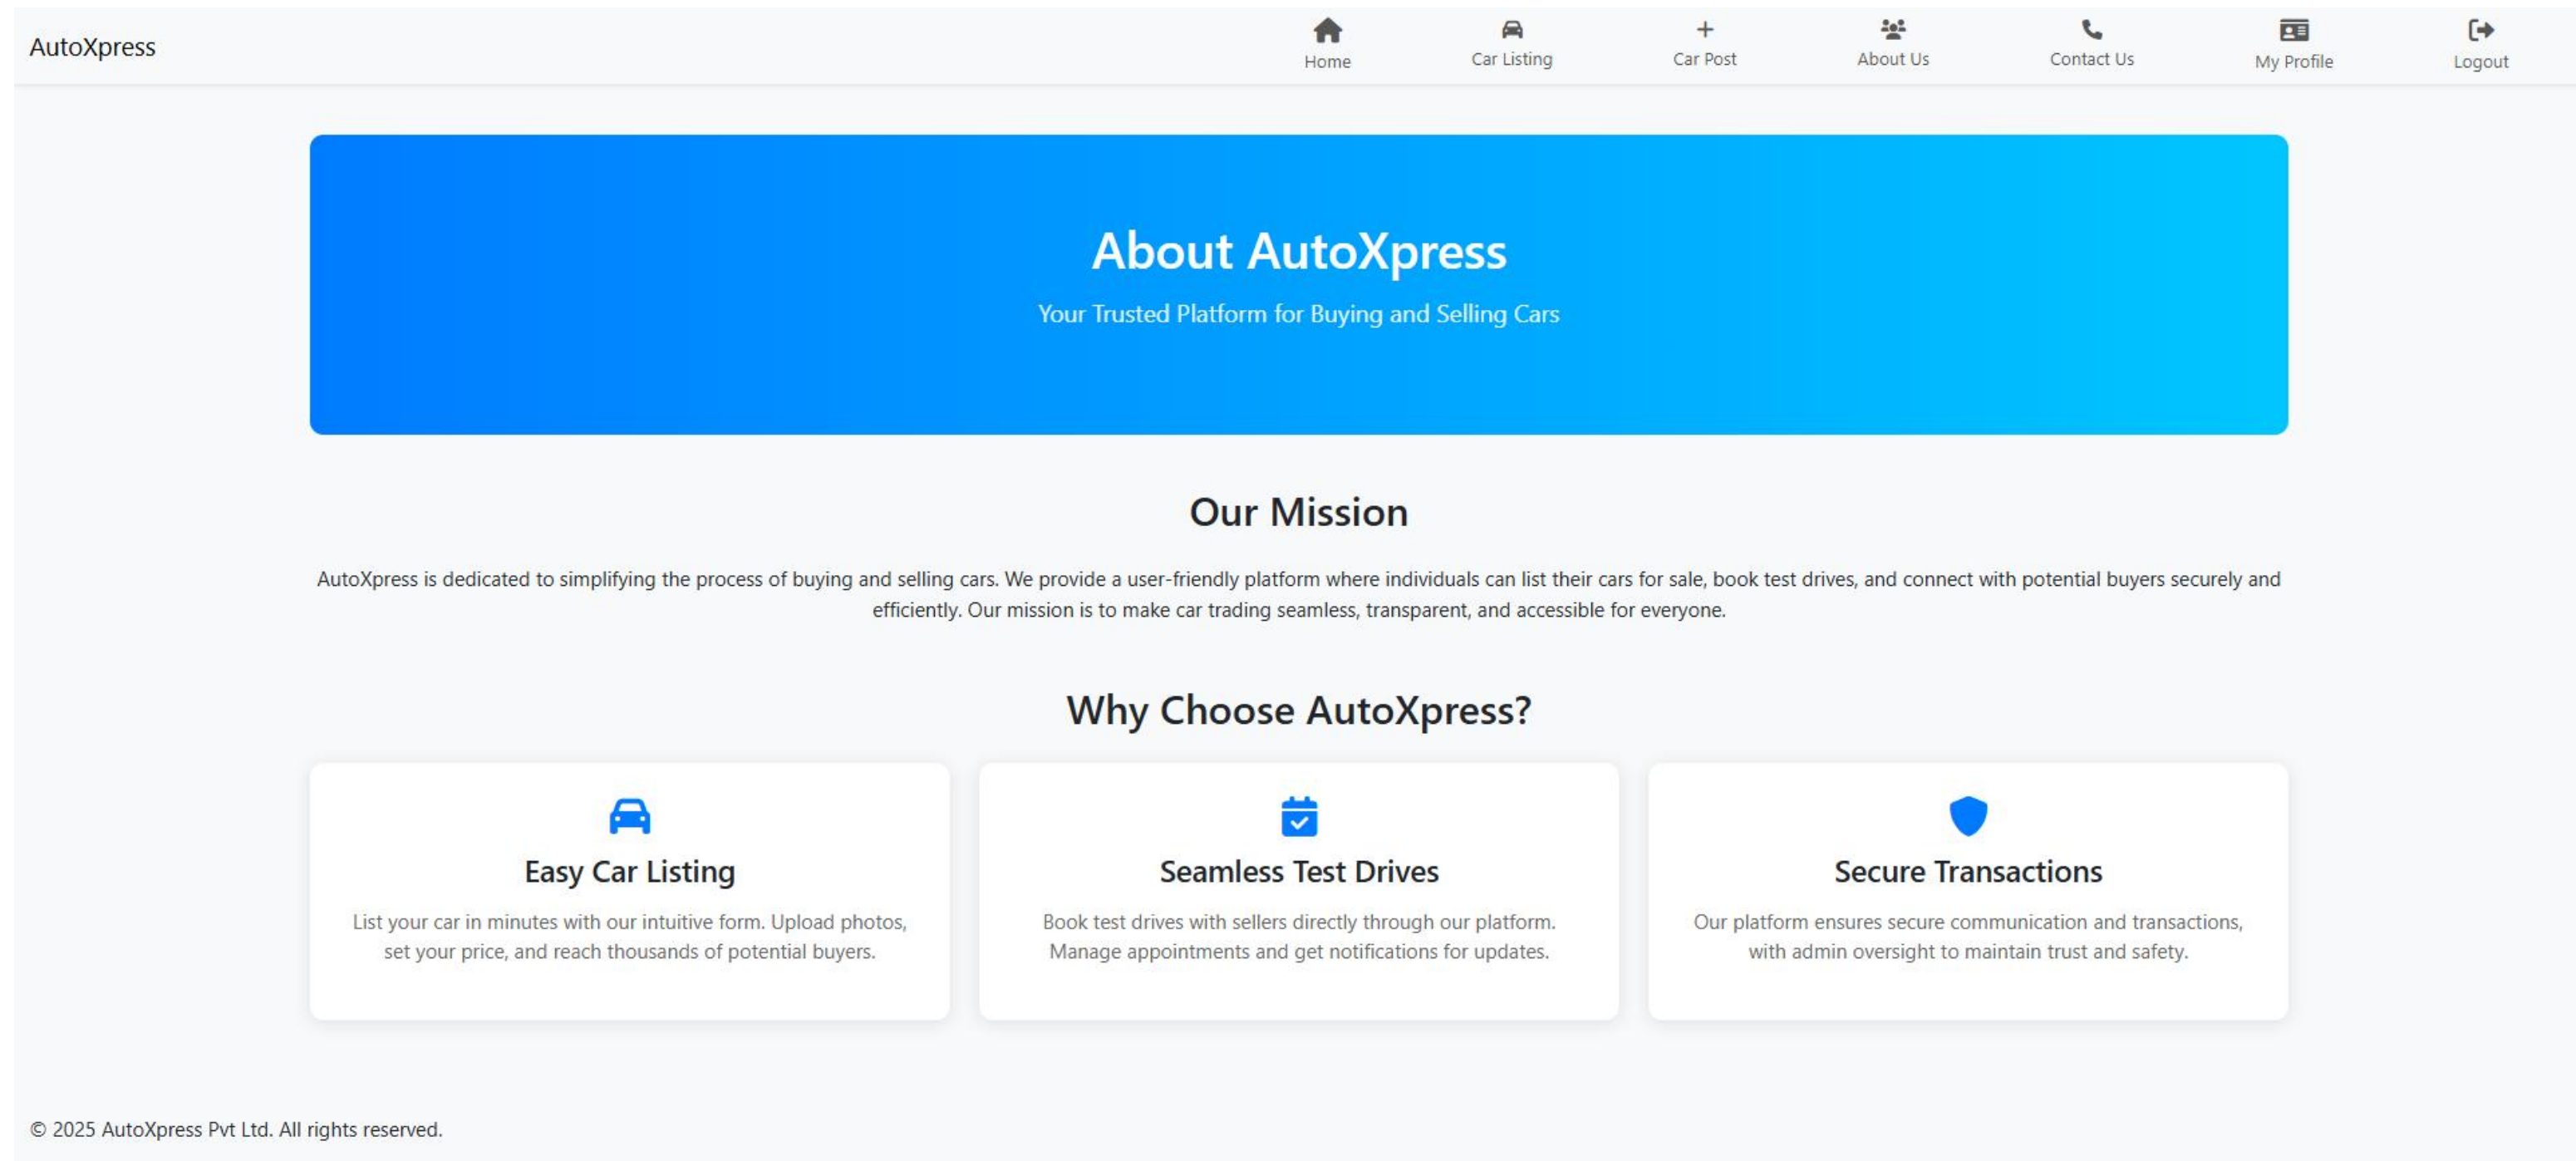 AutoXpress
Home
Car Listing
Car Post
About Us
Contact Us
My Profile
Logout
About AutoXpress
Your Trusted Platform for Buying and Selling Cars
Our Mission
AutoXpress is dedicated to simplifying the process of buying and selling cars. We provide a user-friendly platform where individuals can list their cars for sale, book test drives, and connect with potential buyers securely and
efficiently. Our mission is to make car trading seamless, transparent, and accessible for everyone.
Why Choose AutoXpress?
Easy Car Listing
List your car in minutes with our intuitive form. Upload photos,
set your price, and reach thousands of potential buyers.
Seamless Test Drives
Book test drives with sellers directly through our platform.
Manage appointments and get notifications for updates.
Secure Transactions
Our platform ensures secure communication and transactions,
with admin oversight to maintain trust and safety.
© 2025 AutoXpress Pvt Ltd. All rights reserved.